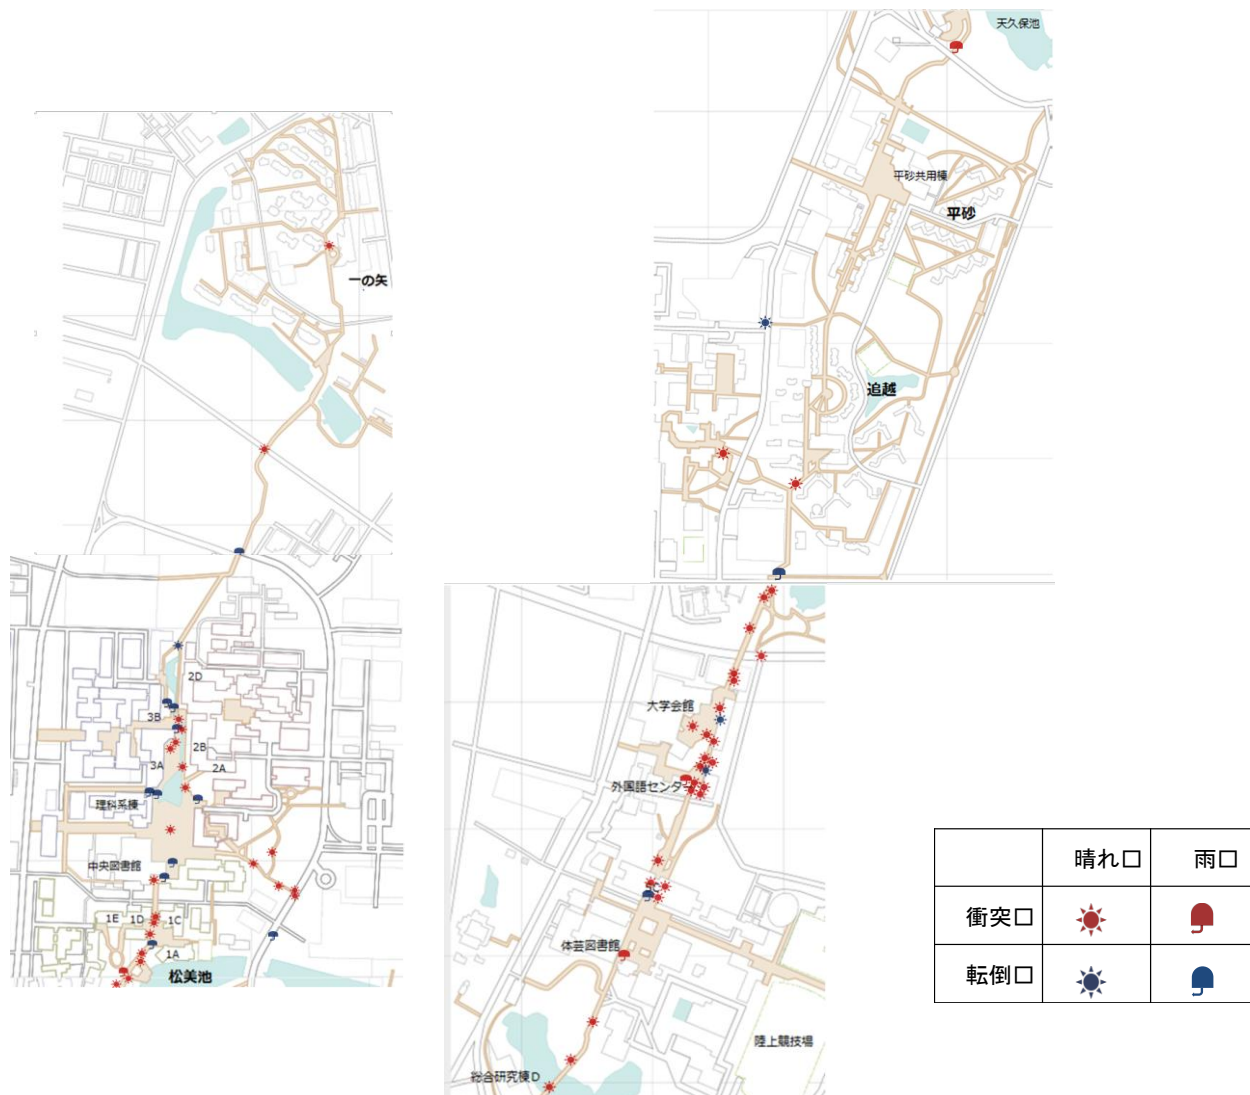 天久保池
平砂共用棟
平砂
一の矢
追越
2D
3B
2B
3A
2A
理科系棟
中央図書館
1E
1D
1C
1A
松美池
大学会館
外国語センター
体芸図書館
陸上競技場
総合研究棟D
晴れ口
雨口
衝突口
転倒口